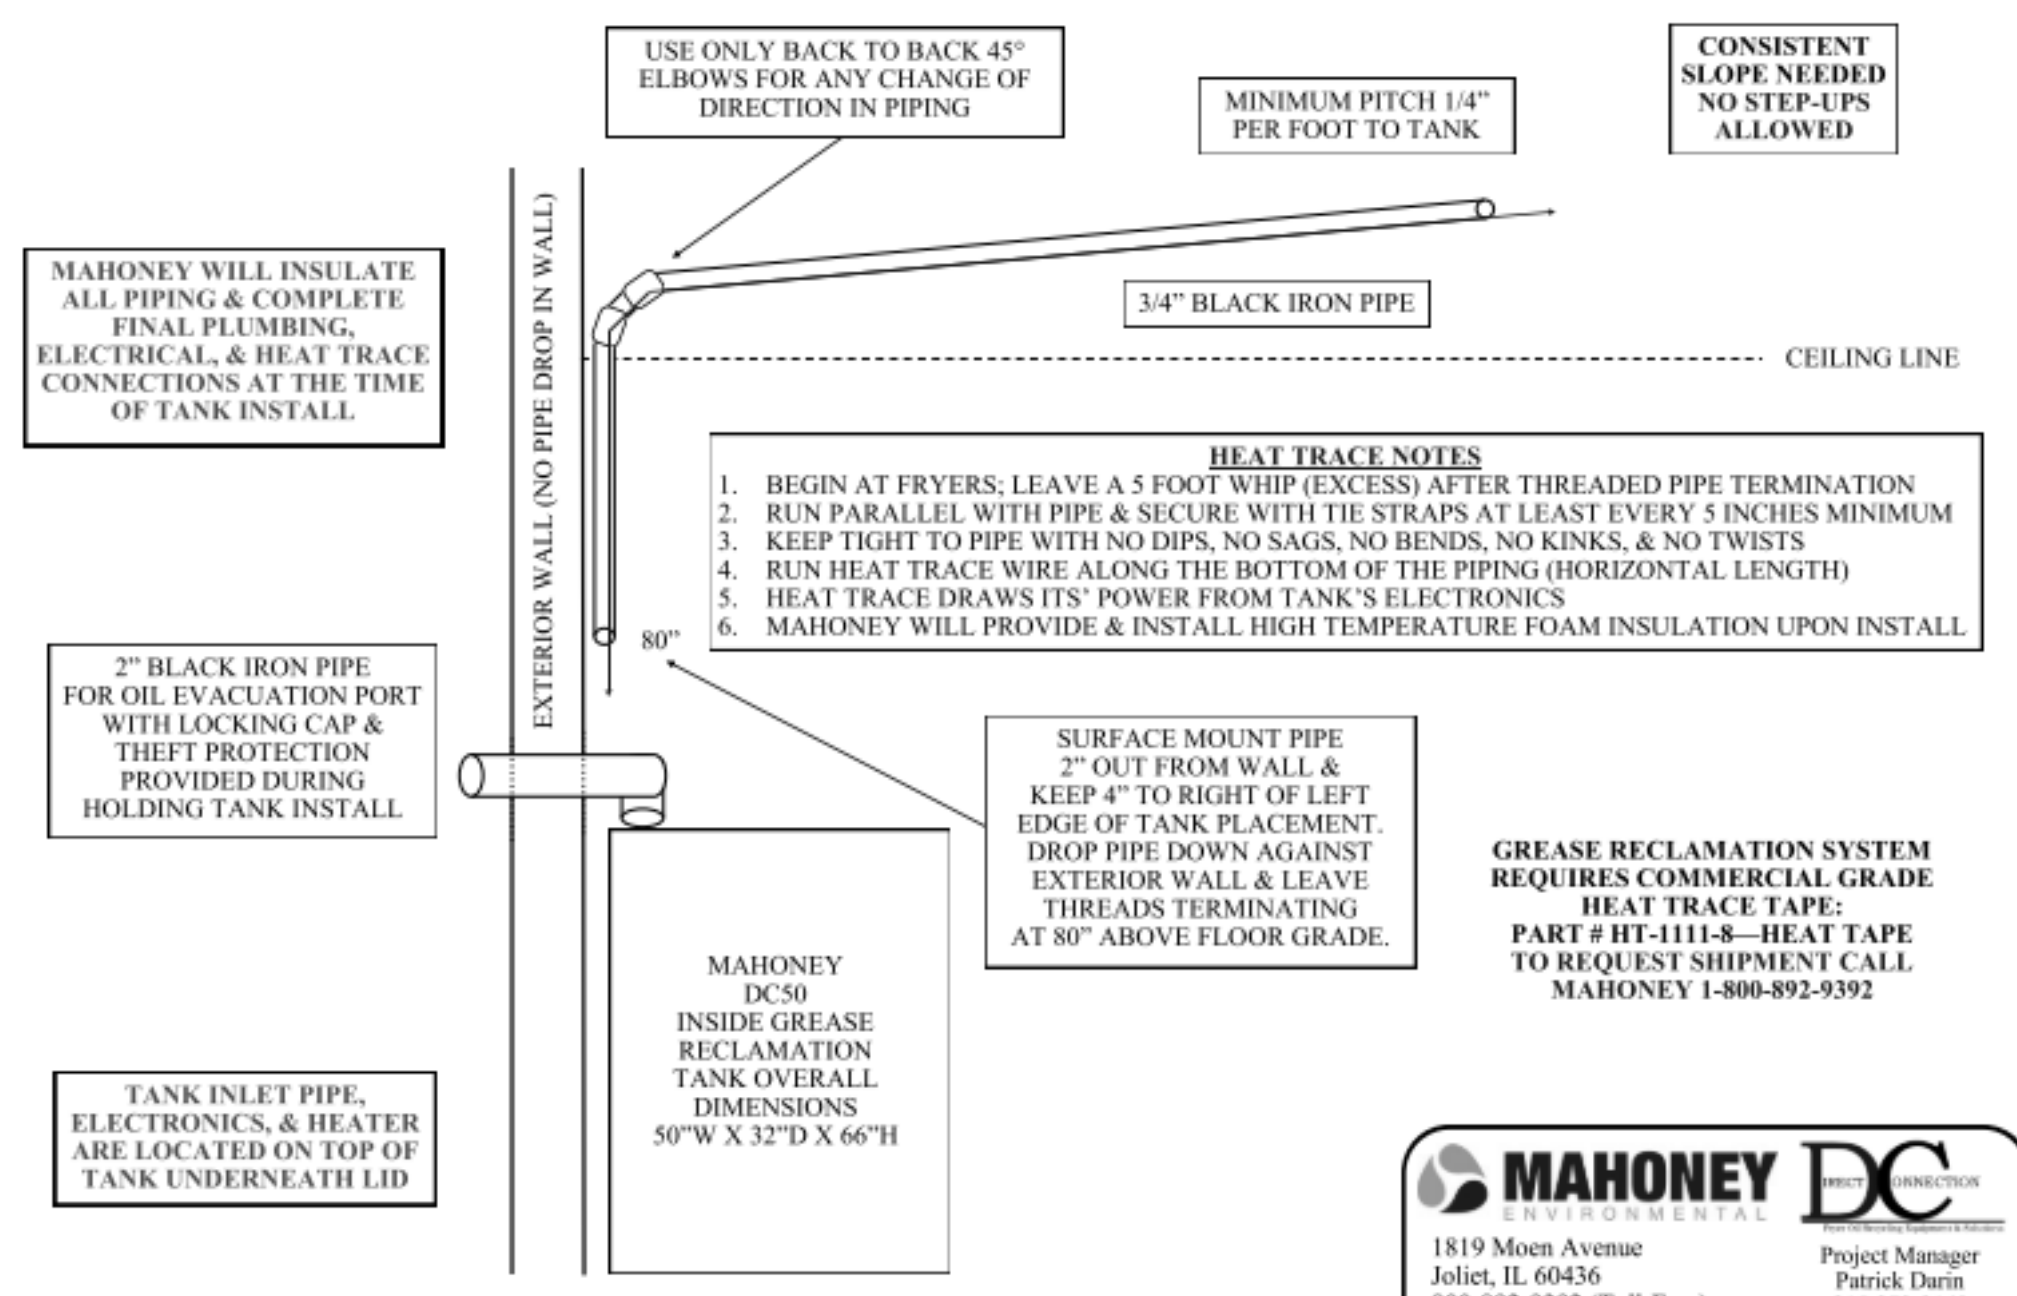 USE ONLY BACK TO BACK 45°
ELBOWS FOR ANY CHANGE OF
DIRECTION IN PIPING
MINIMUM PITCH 1/4”
PER FOOT TO TANK
CONSISTENT
SLOPE NEEDED
NO STEP-UPS
ALLOWED
EXTERIOR WALL (NO PIPE DROP IN WALL)
MAHONEY WILL INSULATE
ALL PIPING & COMPLETE
FINAL PLUMBING,
ELECTRICAL, & HEAT TRACE
CONNECTIONS AT THE TIME
OF TANK INSTALL
3/4” BLACK IRON PIPE
CEILING LINE
HEAT TRACE NOTES
1. BEGIN AT FRYERS; LEAVE A 5 FOOT WHIP (EXCESS) AFTER THREADED PIPE TERMINATION
2. RUN PARALLEL WITH PIPE & SECURE WITH TIE STRAPS AT LEAST EVERY 5 INCHES MINIMUM
3. KEEP TIGHT TO PIPE WITH NO DIPS, NO SAGS, NO BENDS, NO KINKS, & NO TWISTS
4. RUN HEAT TRACE WIRE ALONG THE BOTTOM OF THE PIPING (HORIZONTAL LENGTH)
5. HEAT TRACE DRAWS ITS’ POWER FROM TANK’S ELECTRONICS
6. MAHONEY WILL PROVIDE & INSTALL HIGH TEMPERATURE FOAM INSULATION UPON INSTALL
80”
2” BLACK IRON PIPE
FOR OIL EVACUATION PORT
WITH LOCKING CAP &
THEFT PROTECTION
PROVIDED DURING
HOLDING TANK INSTALL
SURFACE MOUNT PIPE
2” OUT FROM WALL &
KEEP 4” TO RIGHT OF LEFT
EDGE OF TANK PLACEMENT.
DROP PIPE DOWN AGAINST
EXTERIOR WALL & LEAVE
THREADS TERMINATING
AT 80” ABOVE FLOOR GRADE.
GREASE RECLAMATION SYSTEM
REQUIRES COMMERCIAL GRADE
HEAT TRACE TAPE:
PART # HT-1111-8—HEAT TAPE
TO REQUEST SHIPMENT CALL
MAHONEY 1-800-892-9392
MAHONEY
DC50
INSIDE GREASE
RECLAMATION
TANK OVERALL
DIMENSIONS
50”W X 32”D X 66”H
TANK INLET PIPE,
ELECTRONICS, & HEATER
ARE LOCATED ON TOP OF
TANK UNDERNEATH LID
MAHONEY
ENVIRONMENTAL
DIRECT CONNECTION
Fryer Oil Recycling Equipment & Solutions
1819 Moen Avenue
Joliet, IL 60436
Project Manager
Patrick Darin